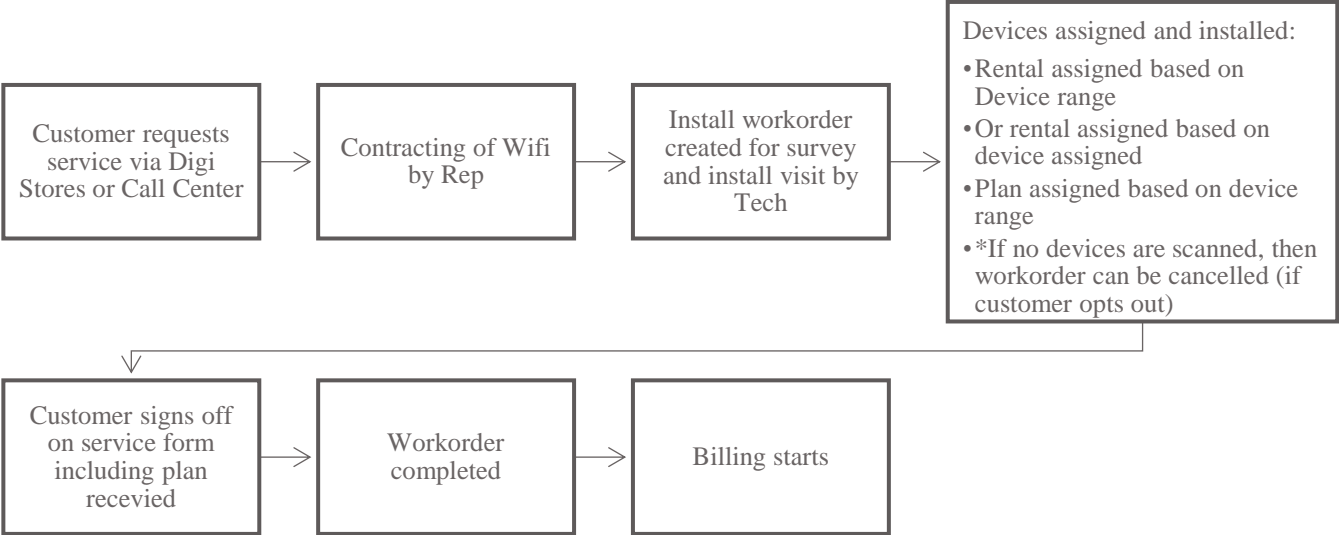 Customer requests
service via Digi
Stores or Call Center
Contracting of Wifi
by Rep
Install workorder
created for survey
and install visit by
Tech
Devices assigned and installed:
•Rental assigned based on
Device range
•Or rental assigned based on
device assigned
•Plan assigned based on device
range
•*If no devices are scanned, then
workorder can be cancelled (if
customer opts out)
Customer signs off
on service form
including plan
recevied
Workorder
completed
Billing starts